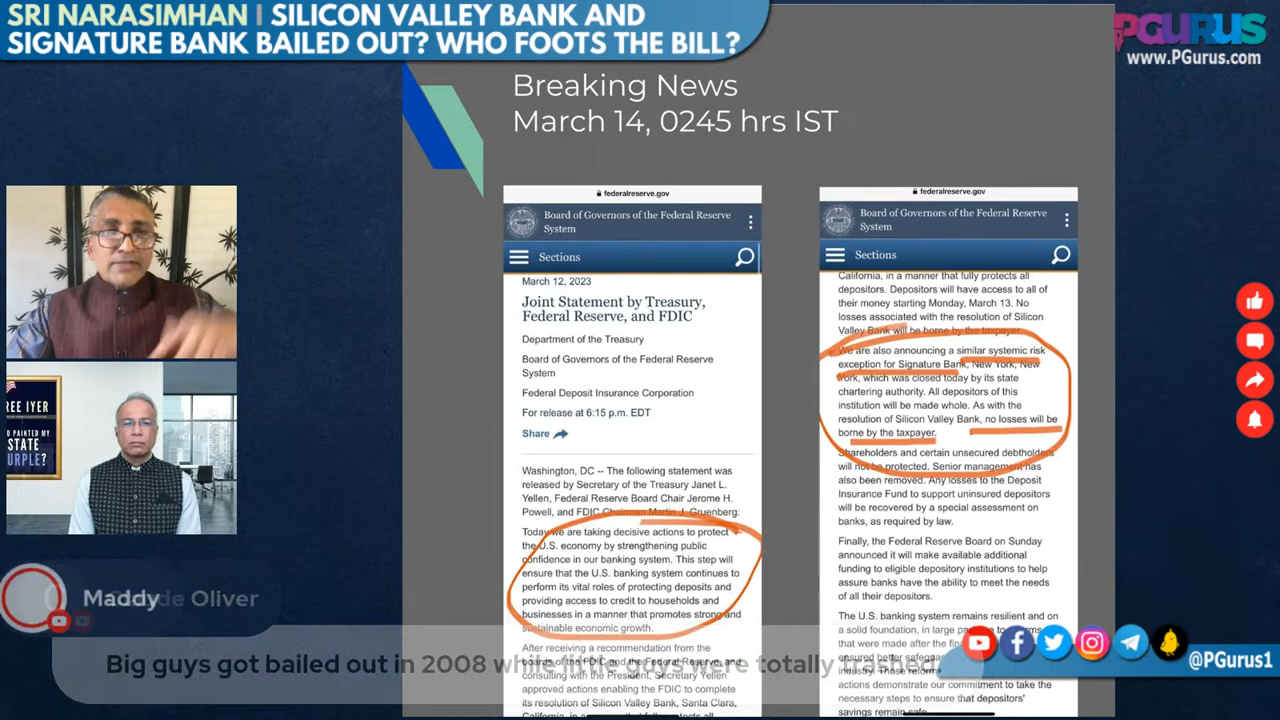 SRI NARASIMHAN | SILICON VALLEY BANK AND
SIGNATURE BANK BAILED OUT? WHO FOOTS THE BILL?
PGURUS
www.PGurus.com
Breaking News
March 14, 0245 hrs IST
federalreserve.gov
Board of Governors of the Federal Reserve
System
Sections
March 12, 2023
Joint Statement by Treasury,
Federal Reserve, and FDIC
Department of the Treasury
Board of Governors of the Federal Reserve
System
Federal Deposit Insurance Corporation
For release at 6:15 p.m. EDT
Share
Washington, DC -- The following statement was
released by Secretary of the Treasury Janet L.
Yellen, Federal Reserve Board Chair Jerome H.
Powell, and FDIC Chairman Martin J. Gruenberg:
Today we are taking decisive actions to protect
the U.S. economy by strengthening public
confidence in our banking system. This step will
ensure that the U.S. banking system continues to
perform its vital roles of protecting deposits and
providing access to credit to households and
businesses in a manner that promotes strong and
sustainable economic growth.
After receiving a recommendation from the
boards of the FDIC and the Federal Reserve, and
consulting with the President, Secretary Yellen
approved actions enabling the FDIC to complete
its resolution of Silicon Valley Bank, Santa Clara,
federalreserve.gov
Board of Governors of the Federal Reserve
System
Sections
California, in a manner that fully protects all
depositors. Depositors will have access to all of
their money starting Monday, March 13. No
losses associated with the resolution of Silicon
Valley Bank will be borne by the taxpayer.
We are also announcing a similar systemic risk
exception for Signature Bank, New York, New
York, which was closed today by its state
chartering authority. All depositors of this
institution will be made whole. As with the
resolution of Silicon Valley Bank, no losses will be
borne by the taxpayer.
Shareholders and certain unsecured debtholders
will not be protected. Senior management has
also been removed. Any losses to the Deposit
Insurance Fund to support uninsured depositors
will be recovered by a special assessment on
banks, as required by law.
Finally, the Federal Reserve Board on Sunday
announced it will make available additional
funding to eligible depository institutions to help
assure banks have the ability to meet the needs
of all their depositors.
The U.S. banking system remains resilient and on
a solid foundation, in large
that were made after the
ensured better
industry. Those
actions demonstrate our commitment to take the
necessary steps to ensure that depositors'
savings remain safe.
REE IYER
PAINTED MY
STATE
PURPLE?
Maddy
Oliver
Big guys got bailed out in 2008 while little guys were totally
@PGurus1